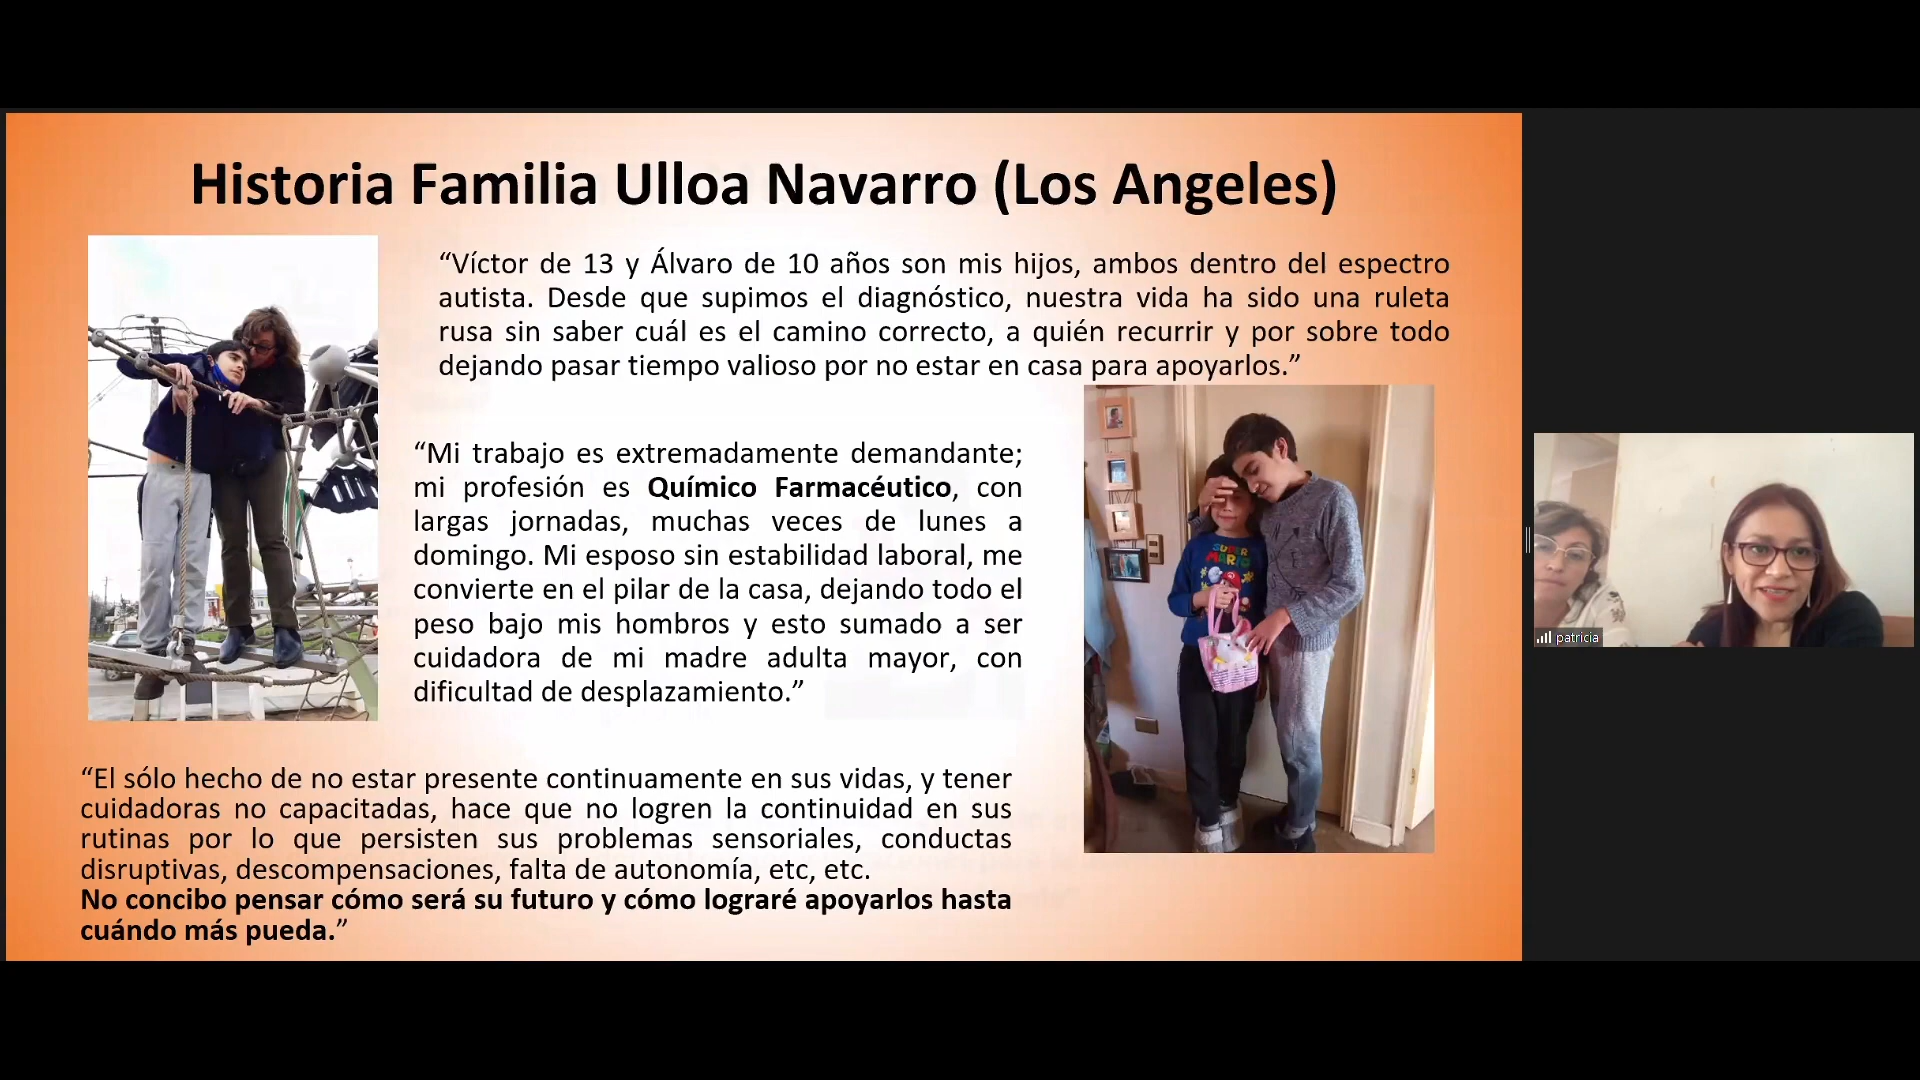 Historia Familia Ulloa Navarro (Los Angeles)
“Víctor de 13 y Álvaro de 10 años son mis hijos, ambos dentro del espectro
autista. Desde que supimos el diagnóstico, nuestra vida ha sido una ruleta
rusa sin saber cuál es el camino correcto, a quién recurrir y por sobre todo
dejando pasar tiempo valioso por no estar en casa para apoyarlos.”
“Mi trabajo es extremadamente demandante;
mi profesión es Químico Farmacéutico, con
largas jornadas, muchas veces de lunes a
domingo. Mi esposo sin estabilidad laboral, me
convierte en el pilar de la casa, dejando todo el
peso bajo mis hombros y esto sumado a ser
cuidadora de mi madre adulta mayor, con
dificultad de desplazamiento.”
“El sólo hecho de no estar presente continuamente en sus vidas, y tener
cuidadoras no capacitadas, hace que no logren la continuidad en sus
rutinas por lo que persisten sus problemas sensoriales, conductas
disruptivas, descompensaciones, falta de autonomía, etc, etc.
No concibo pensar cómo será su futuro y cómo lograré apoyarlos hasta
cuándo más pueda.”
SUPER
MARIO
patricia